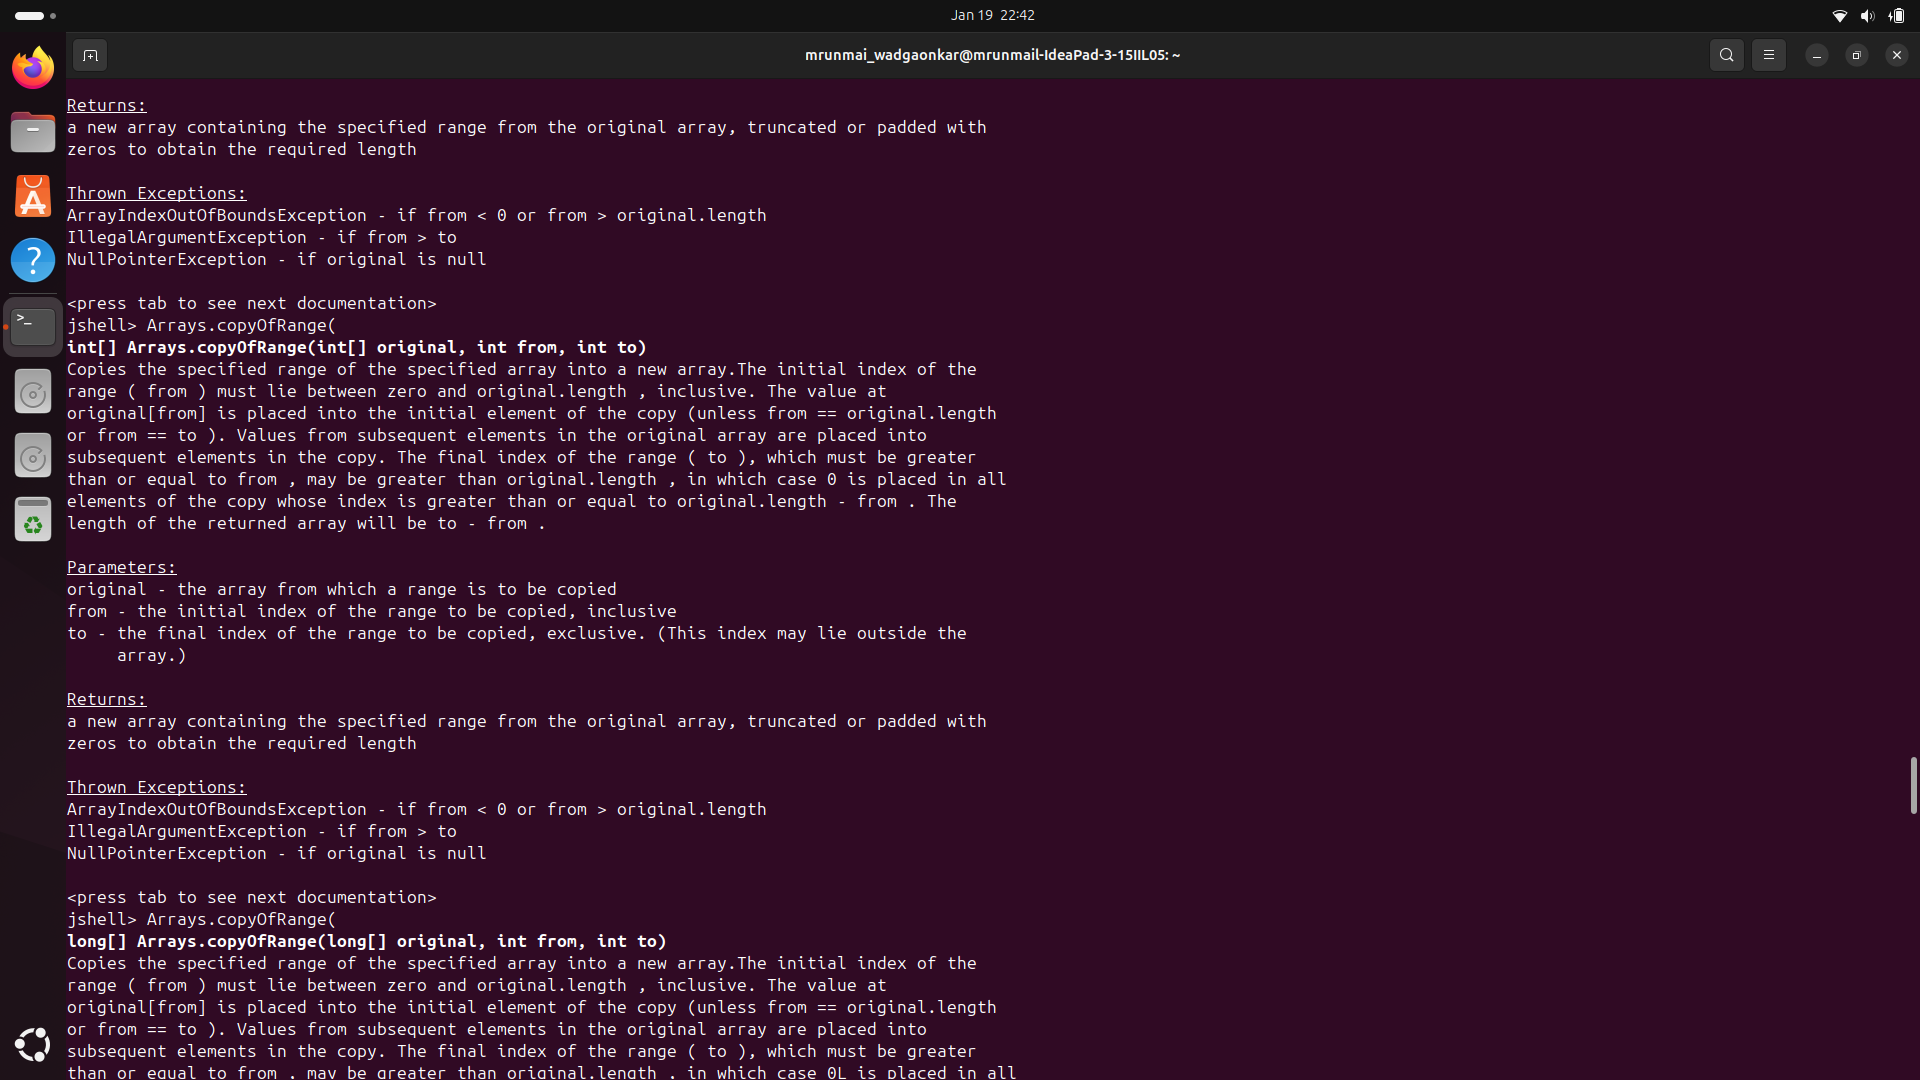 Jan 19 22:42
mrunmai_wadgaonkar@mrunmail-IdeaPad-3-15IIL05: ~
Returns:
a new array containing the specified range from the original array, truncated or padded with
zeros to obtain the required length
Thrown Exceptions:
ArrayIndexOutOfBoundsException - if from < 0 or from > original.length
IllegalArgumentException - if from > to
NullPointerException - if original is null
<press tab to see next documentation>
jshell> Arrays.copyOfRange(
int[] Arrays.copyOfRange(int[] original, int from, int to)
Copies the specified range of the specified array into a new array.The initial index of the
range ( from ) must lie between zero and original.length , inclusive. The value at
original[from] is placed into the initial element of the copy (unless from == original.length
or from == to ). Values from subsequent elements in the original array are placed into
subsequent elements in the copy. The final index of the range ( to ), which must be greater
than or equal to from , may be greater than original.length , in which case 0 is placed in all
elements of the copy whose index is greater than or equal to original.length - from . The
length of the returned array will be to - from .
Parameters:
original - the array from which a range is to be copied
from - the initial index of the range to be copied, inclusive
to - the final index of the range to be copied, exclusive. (This index may lie outside the
array.)
Returns:
a new array containing the specified range from the original array, truncated or padded with
zeros to obtain the required length
Thrown Exceptions:
ArrayIndexOutOfBoundsException - if from < 0 or from > original.length
IllegalArgumentException - if from > to
NullPointerException - if original is null
<press tab to see next documentation>
jshell> Arrays.copyOfRange(
long[] Arrays.copyOfRange(long[] original, int from, int to)
Copies the specified range of the specified array into a new array.The initial index of the
range ( from ) must lie between zero and original.length , inclusive. The value at
original[from] is placed into the initial element of the copy (unless from == original.length
or from == to ). Values from subsequent elements in the original array are placed into
subsequent elements in the copy. The final index of the range ( to ), which must be greater
than or equal to from , may be greater than original.length , in which case 0L is placed in all